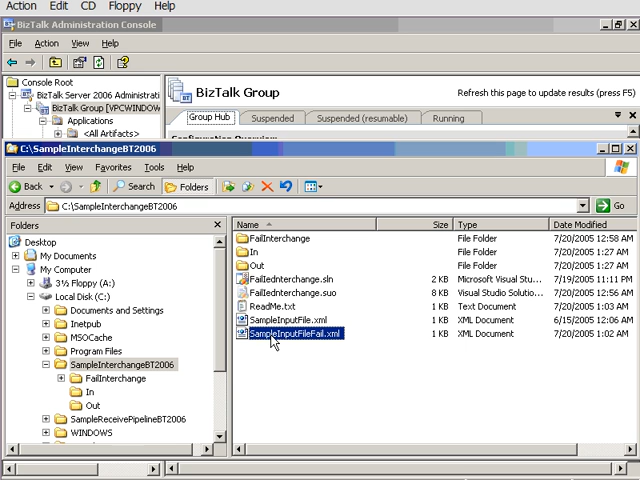 Action Edit CD Floppy Help
BizTalk Administration Console
File Action View Favorites Window Help
Console Root
BizTalk Server 2006 Administrati
BizTalk Group [VPCWINDOW
Applications
<All Artifacts>
BizTalk Group
Refresh this page to update results (press F5)
Group Hub Suspended Suspended (resumable) Running
C:\SampleInterchangeBT2006
File Edit View Favorites Tools Help
Back Search Folders
Address C:\SampleInterchangeBT2006 Go
Folders
Desktop
My Documents
My Computer
3½ Floppy (A:)
Local Disk (C:)
Documents and Settings
Inetpub
MSOCache
Program Files
SampleInterchangeBT2006
FailInterchange
In
Out
SampleReceivePipelineBT2006
WINDOWS
Name Size Type Date Modified
FailInterchange File Folder 7/20/2005 12:58 AM
In File Folder 7/20/2005 1:27 AM
Out File Folder 7/20/2005 1:27 AM
FailIednterchange.sln 2 KB Microsoft Visual Stu... 7/19/2005 11:11 PM
FailIednterchange.suo 8 KB Visual Studio Solutio... 7/20/2005 12:56 AM
ReadMe.txt 1 KB Text Document 7/20/2005 1:03 AM
SampleInputFile.xml 1 KB XML Document 6/15/2005 12:06 AM
SampleInputFileFail.xml 1 KB XML Document 7/20/2005 1:02 AM